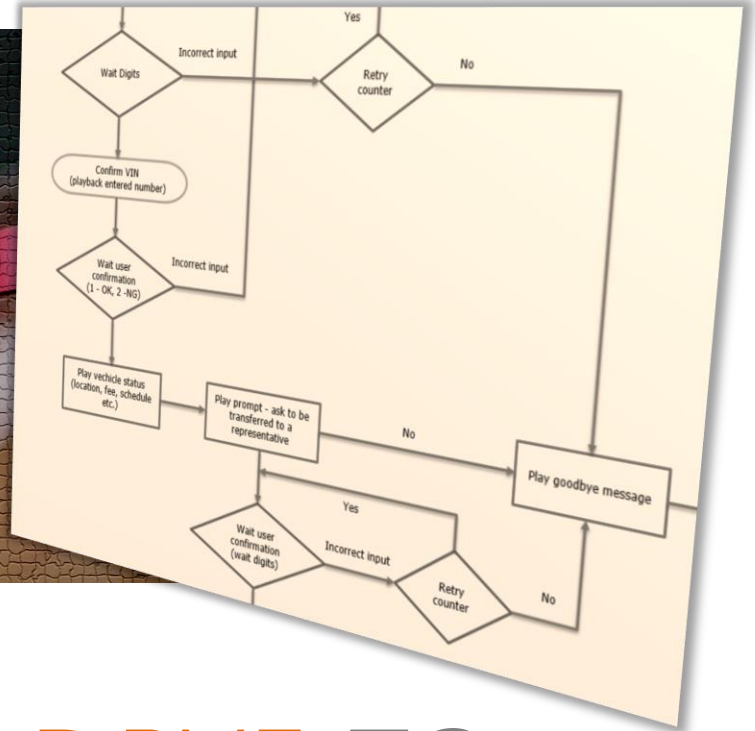 Yes
Incorrect input
No
Wait Digits
Retry
counter
Confirm VIN
(playback entered number)
Wait user
confirmation
(1 - OK, 2 -NG)
Incorrect input
Play vechicle status
(location, fee, schedule
etc.)
Play prompt - ask to be
transferred to a
representative
No
Play goodbye message
Yes
Wait user
confirmation
(wait digits)
Incorrect input
Retry
counter
No